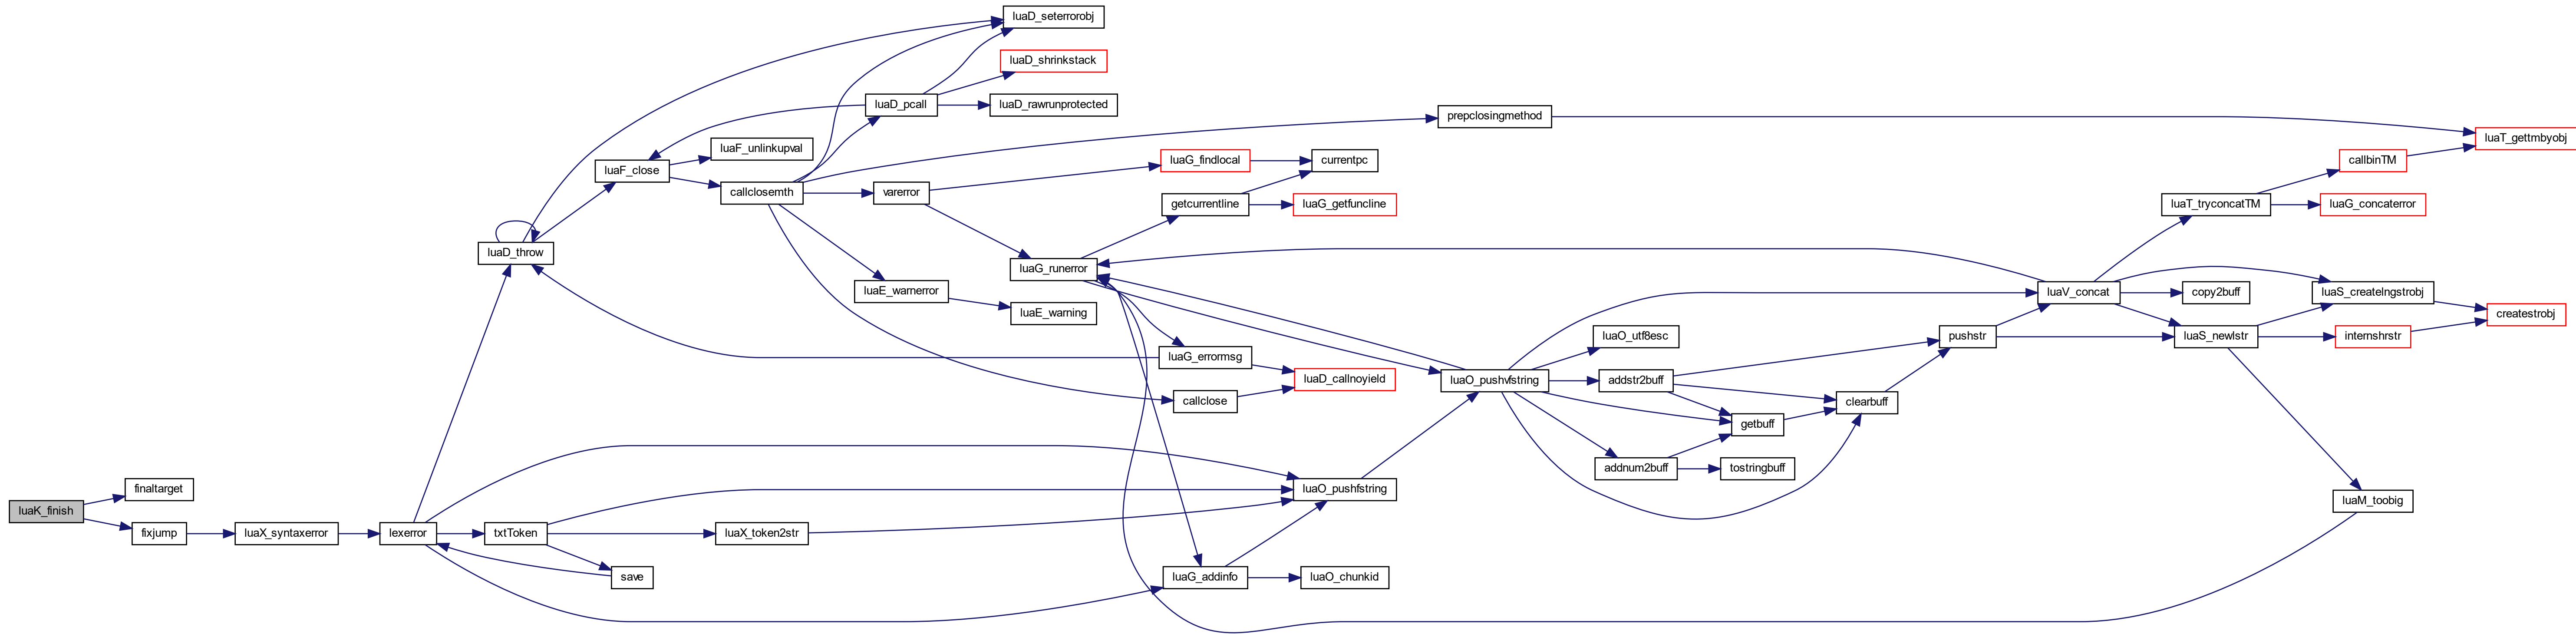 luaD_seterrorobj
luaD_shrinkstack
luaD_pcall
luaD_rawrunprotected
prepclosingmethod
luaT_gettmbyobj
luaF_unlinkupval
luaF_close
luaG_findlocal
currentpc
callbinTM
callclosemth
varerror
getcurrentline
luaG_getfuncline
luaT_tryconcatTM
luaG_concaterror
luaD_throw
luaG_runerror
luaE_warnerror
luaV_concat
copy2buff
luaS_createlngstrobj
luaE_warning
createstrobj
luaO_utf8esc
pushstr
luaS_newlstr
internshrstr
luaG_errormsg
luaD_callnoyield
luaO_pushvfstring
addstr2buff
callclose
clearbuff
getbuff
addnum2buff
tostringbuff
finaltarget
luaO_pushfstring
luaM_toobig
luaK_finish
fixjump
luaX_syntaxerror
lexerror
txtToken
luaX_token2str
save
luaG_addinfo
luaO_chunkid